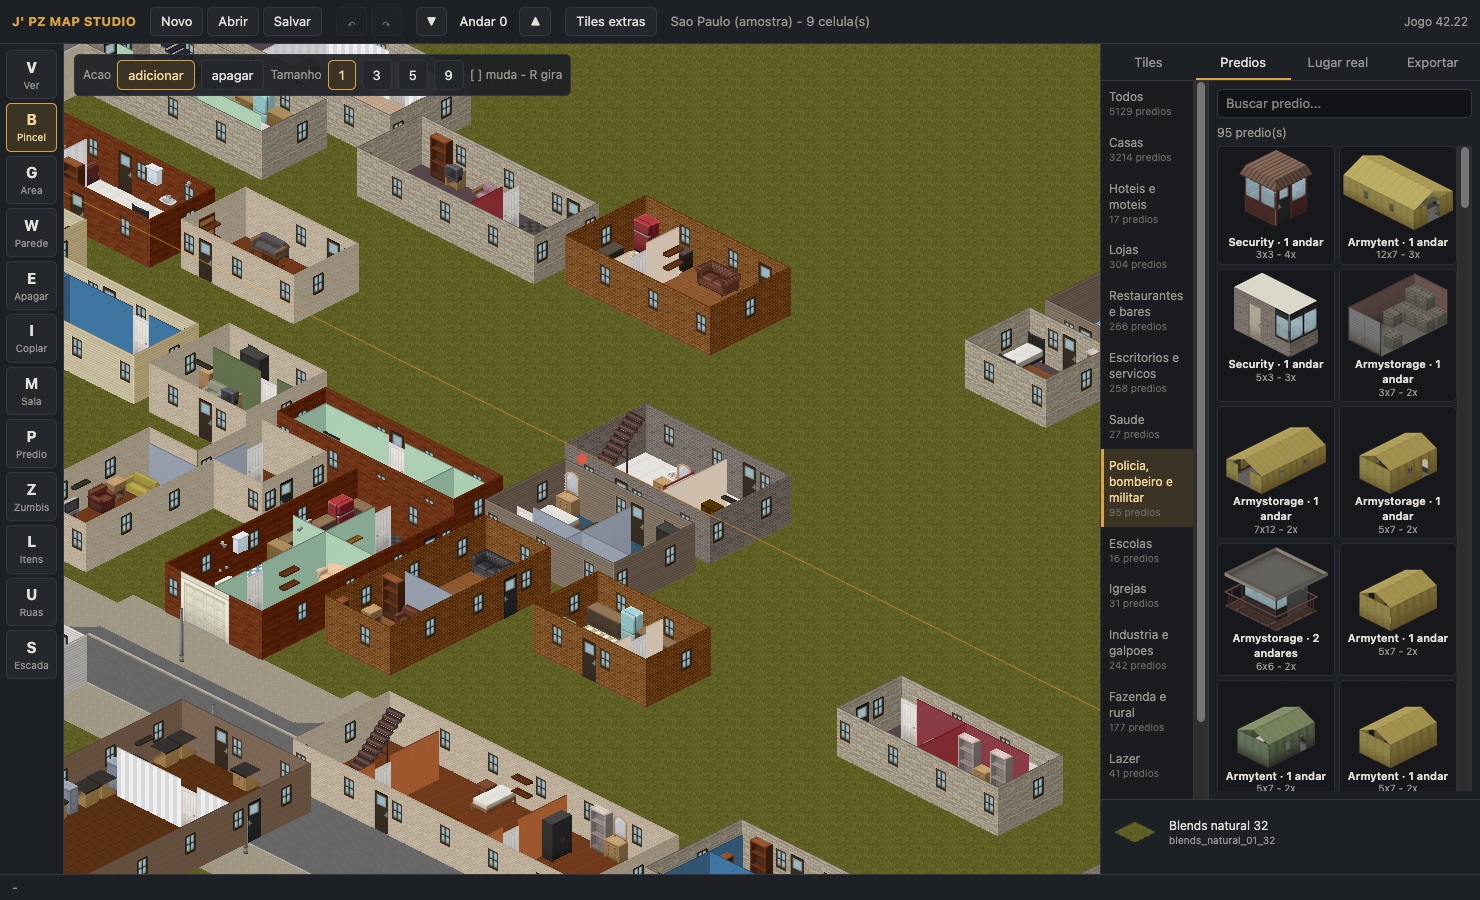 J' PZ MAP STUDIO Novo Abrir Salvar ▼ Andar 0 ▲ Tiles extras Sao Paulo (amostra) - 9 celula(s) Jogo 42.22
V
Ver
B
Pincel
G
Area
W
Parede
E
Apagar
I
Copiar
M
Sala
P
Predio
Z
Zumbis
L
Itens
U
Ruas
S
Escada
Acao adicionar apagar Tamanho 1 3 5 9 [ ] muda - R gira
Tiles Predios Lugar real Exportar
Todos
5129 predios
Casas
3214 predios
Hoteis e
moteis
17 predios
Lojas
304 predios
Restaurantes
e bares
266 predios
Escritorios e
servicos
258 predios
Saude
27 predios
Policia,
bombeiro e
militar
95 predios
Escolas
16 predios
Igrejas
31 predios
Industria e
galpoes
242 predios
Fazenda e
rural
177 predios
Lazer
41 predios
Buscar predio...
95 predio(s)
Security · 1 andar
3x3 - 4x
Armytent · 1 andar
12x7 - 3x
Security · 1 andar
5x3 - 3x
Armystorage · 1
andar
3x7 - 2x
Armystorage · 1
andar
7x12 - 2x
Armystorage · 1
andar
5x7 - 2x
Armystorage · 2
andares
6x6 - 2x
Armytent · 1 andar
5x7 - 2x
Armytent · 1 andar
5x7 - 2x
Armytent · 1 andar
5x7 - 2x
Blends natural 32
blends_natural_01_32
-